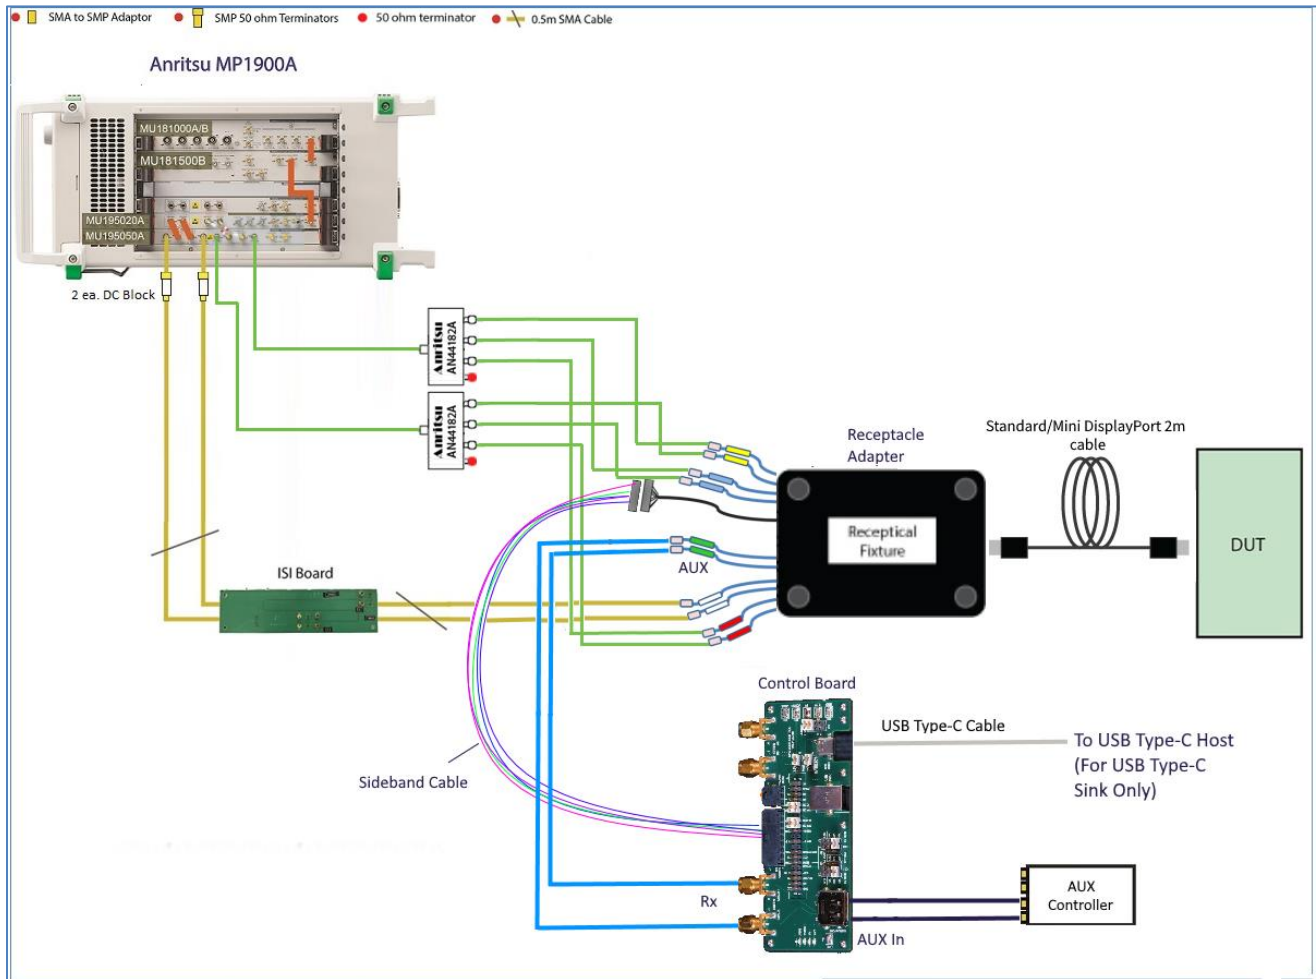 SMA to SMP Adaptor
SMP 50 ohm Terminators
50 ohm terminator
0.5m SMA Cable
Anritsu MP1900A
MU181000A/B
MU181500B
MU195020A
MU195050A
2 ea. DC Block
Anritsu
AN44182A
Anritsu
AN44182A
Receptacle
Adapter
Standard/Mini DisplayPort 2m
cable
Receptical
Fixture
DUT
AUX
ISI Board
Control Board
USB Type-C Cable
To USB Type-C Host
(For USB Type-C
Sink Only)
Sideband Cable
Rx
AUX In
AUX
Controller